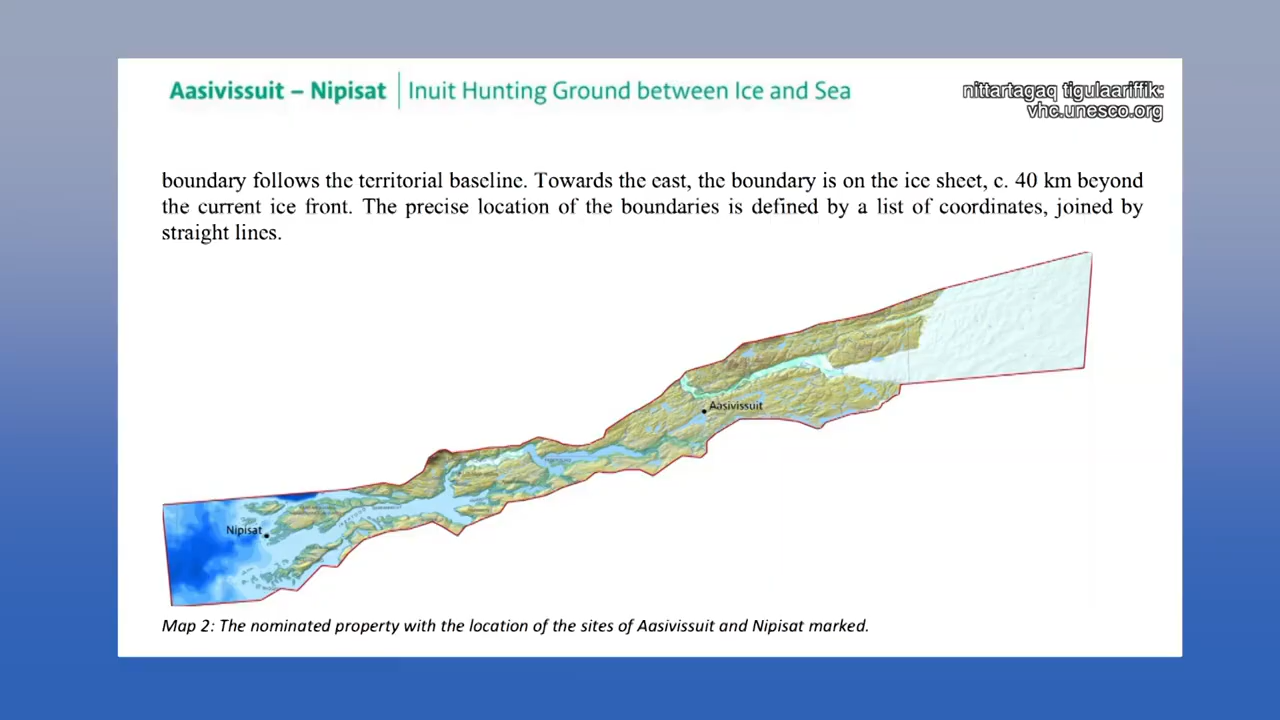 Aasivissuit – Nipisat | Inuit Hunting Ground between Ice and Sea
nittartagaq tigulaariffik:
vhc.unesco.org
boundary follows the territorial baseline. Towards the east, the boundary is on the ice sheet, c. 40 km beyond
the current ice front. The precise location of the boundaries is defined by a list of coordinates, joined by
straight lines.
Aasivissuit
Nipisat
Map 2: The nominated property with the location of the sites of Aasivissuit and Nipisat marked.